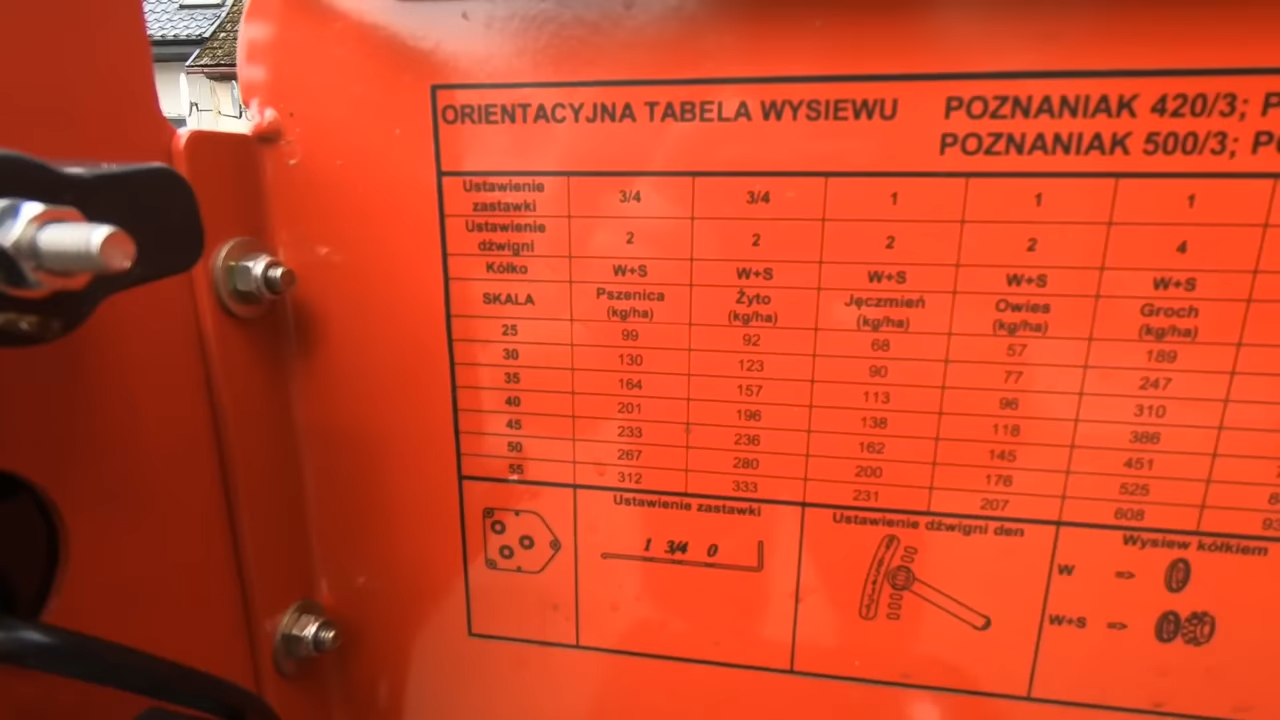 ORIENTACYJNA TABELA WYSIEWU POZNANIAK 420/3;
POZNANIAK 500/3;
Ustawienie zastawki 3/4 3/4 1 1 1
Ustawienie dźwigni 2 2 2 2 4
Kółko W+S W+S W+S W+S W+S
SKALA Pszenica (kg/ha) Żyto (kg/ha) Jęczmień (kg/ha) Owies (kg/ha) Groch (kg/ha)
25 99 92 68 57 189
30 130 123 90 77 247
35 164 157 113 96 310
40 201 196 138 118 386
45 233 236 162 145 451
50 267 280 200 176 525
55 312 333 231 207 608
Ustawienie zastawki
1 3/4 0
Ustawienie dźwigni den
Wysiew kółkiem
W =>
W+S =>